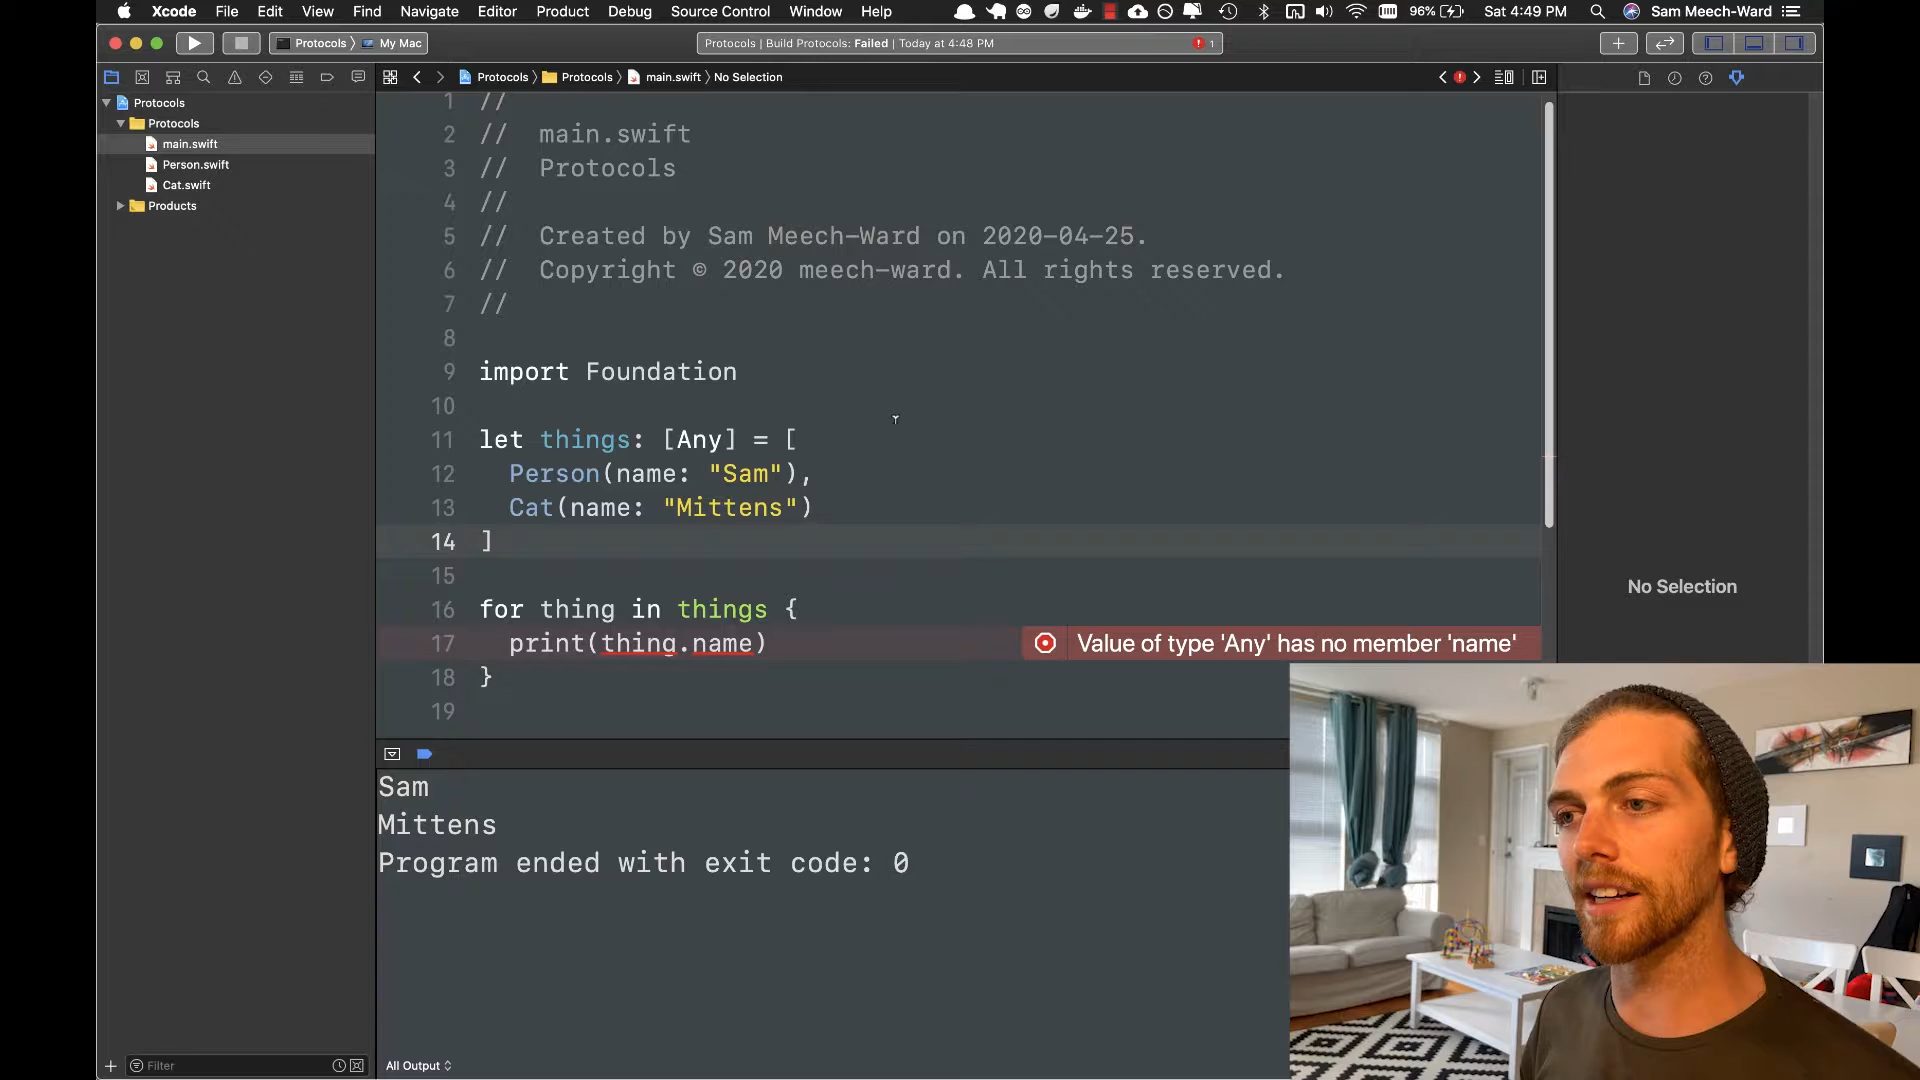 Xcode File Edit View Find Navigate Editor Product Debug Source Control Window Help 96% Sat 4:49 PM Sam Meech-Ward
Protocols My Mac
Protocols | Build Protocols: Failed | Today at 4:48 PM 1
Protocols Protocols main.swift No Selection
Protocols
Protocols
main.swift
Person.swift
Cat.swift
Products
1 //
2 // main.swift
3 // Protocols
4 //
5 // Created by Sam Meech-Ward on 2020-04-25.
6 // Copyright © 2020 meech-ward. All rights reserved.
7 //
8
9 import Foundation
10
11 let things: [Any] = [
12 Person(name: "Sam"),
13 Cat(name: "Mittens")
14 ]
15
16 for thing in things {
17 print(thing.name) Value of type 'Any' has no member 'name'
18 }
19
No Selection
Sam
Mittens
Program ended with exit code: 0
Filter
All Output